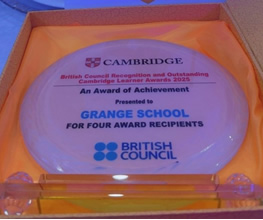 CAMBRIDGE
British Council Recognition and Outstanding
Cambridge Learner Awards 2025
An Award of Achievement
Presented to
GRANGE SCHOOL
FOR FOUR AWARD RECIPIENTS
BRITISH
COUNCIL